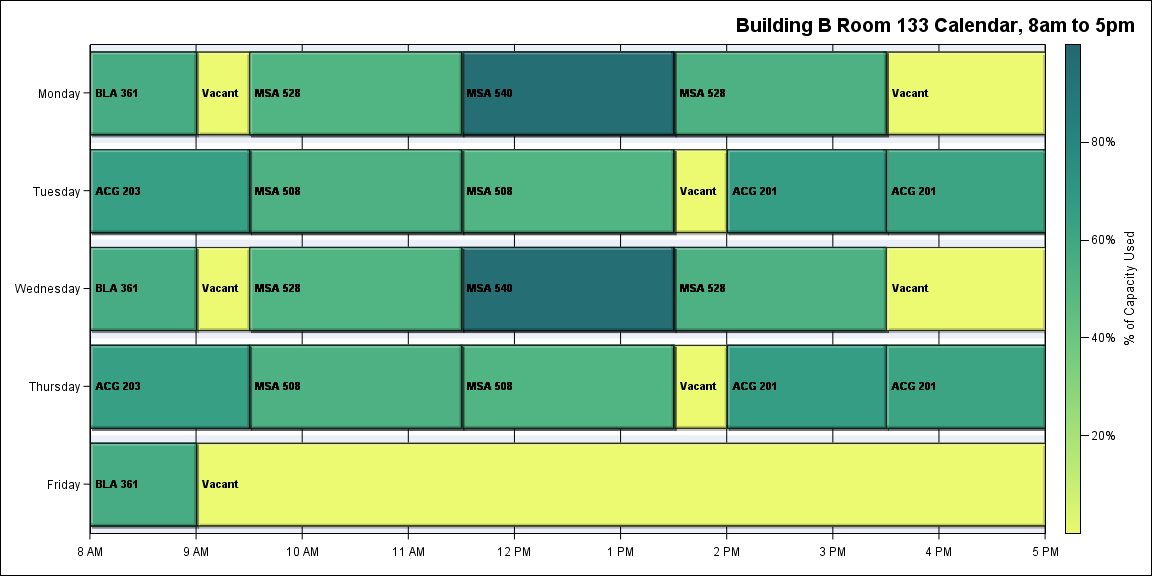 Building B Room 133 Calendar, 8am to 5pm
Monday
BLA 361
Vacant
MSA 528
MSA 540
MSA 528
Vacant
Tuesday
ACG 203
MSA 508
MSA 508
Vacant
ACG 201
ACG 201
Wednesday
BLA 361
Vacant
MSA 528
MSA 540
MSA 528
Vacant
Thursday
ACG 203
MSA 508
MSA 508
Vacant
ACG 201
ACG 201
Friday
BLA 361
Vacant
8 AM
9 AM
10 AM
11 AM
12 PM
1 PM
2 PM
3 PM
4 PM
5 PM
80%
60%
40%
20%
% of Capacity Used